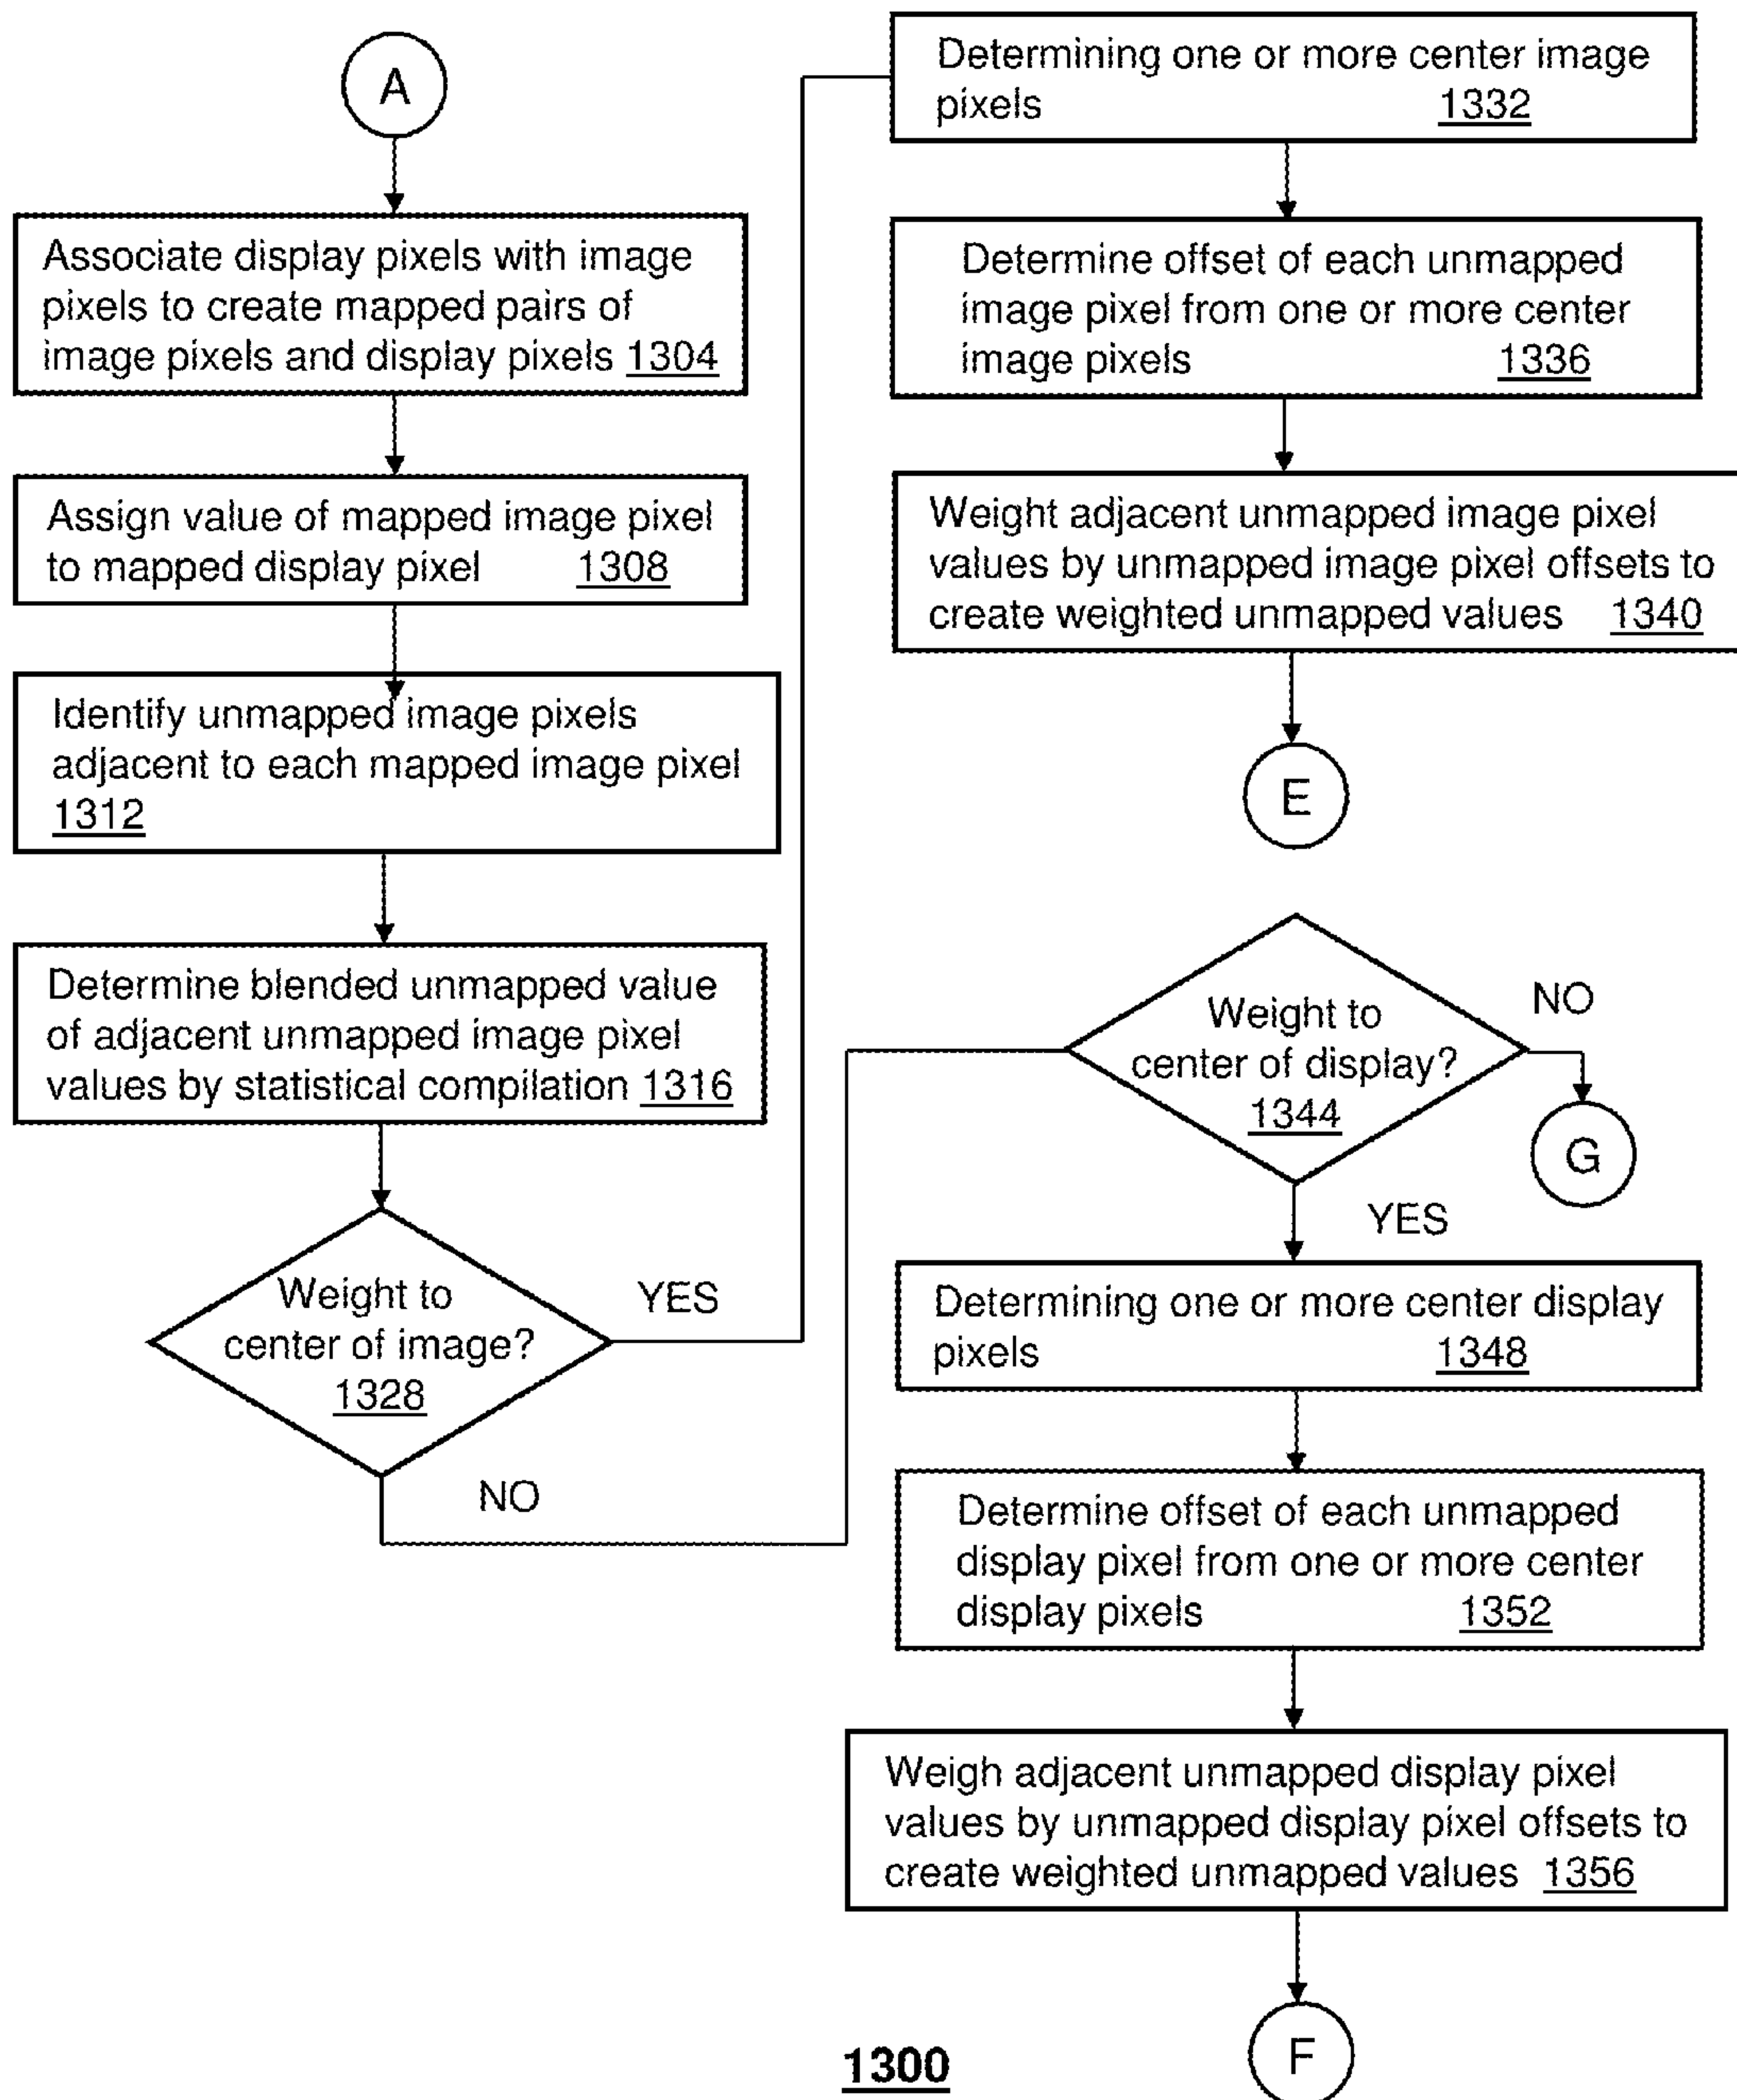 A
Associate display pixels with image
pixels to create mapped pairs of
image pixels and display pixels 1304
Assign value of mapped image pixel
to mapped display pixel 1308
Identify unmapped image pixels
adjacent to each mapped image pixel
1312
Determine blended unmapped value
of adjacent unmapped image pixel
values by statistical compilation 1316
Weight to
center of image?
1328
YES
NO
Determining one or more center image
pixels 1332
Determine offset of each unmapped
image pixel from one or more center
image pixels 1336
Weight adjacent unmapped image pixel
values by unmapped image pixel offsets to
create weighted unmapped values 1340
E
Weight to
center of display?
1344
NO
G
YES
Determining one or more center display
pixels 1348
Determine offset of each unmapped
display pixel from one or more center
display pixels 1352
Weigh adjacent unmapped display pixel
values by unmapped display pixel offsets to
create weighted unmapped values 1356
F
1300